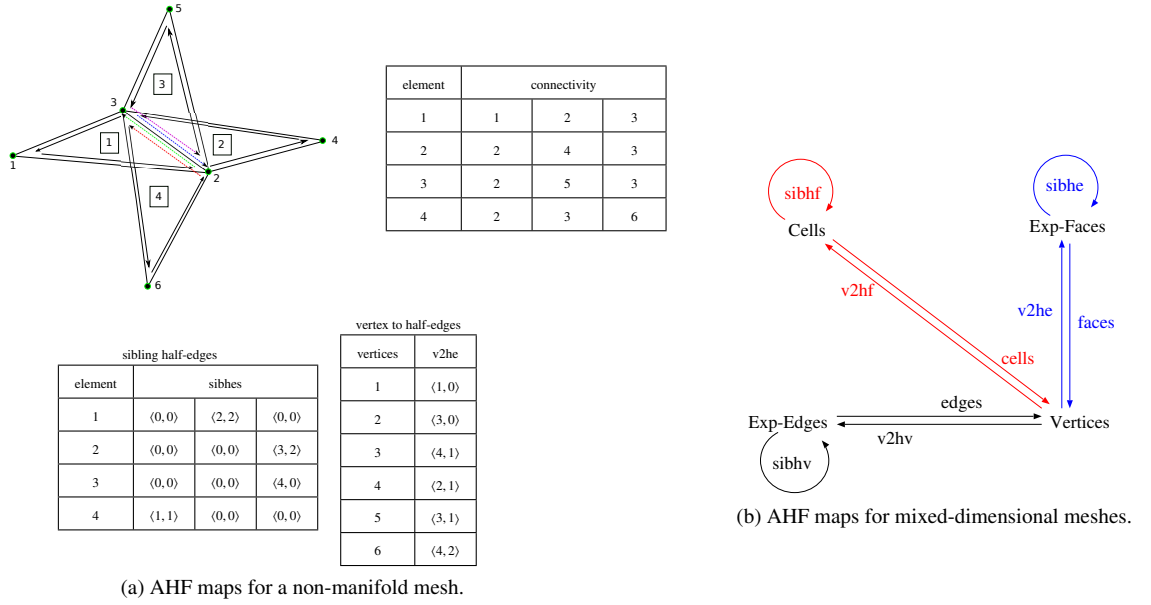 5
3
3
4
2
1
1
2
4
6
element connectivity
1 1 2 3
2 2 4 3
3 2 5 3
4 2 3 6
sibling half-edges
element sibhes
1 ⟨0, 0⟩ ⟨2, 2⟩ ⟨0, 0⟩
2 ⟨0, 0⟩ ⟨0, 0⟩ ⟨3, 2⟩
3 ⟨0, 0⟩ ⟨0, 0⟩ ⟨4, 0⟩
4 ⟨1, 1⟩ ⟨0, 0⟩ ⟨0, 0⟩
vertex to half-edges
vertices v2he
1 ⟨1, 0⟩
2 ⟨3, 0⟩
3 ⟨4, 1⟩
4 ⟨2, 1⟩
5 ⟨3, 1⟩
6 ⟨4, 2⟩
(a) AHF maps for a non-manifold mesh.
sibhf
Cells
sibhe
Exp-Faces
v2hf
v2he
faces
cells
edges
Exp-Edges
Vertices
v2hv
sibhv
(b) AHF maps for mixed-dimensional meshes.